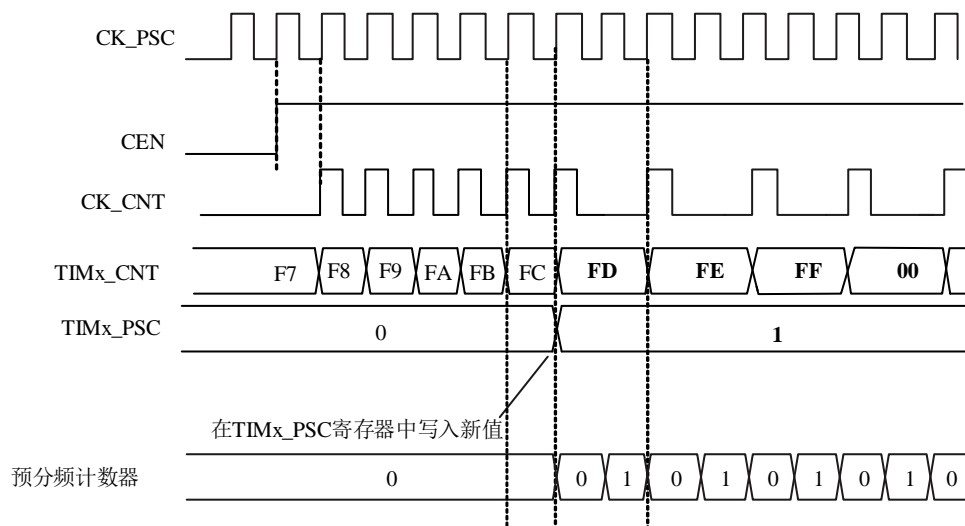 CK_PSC
CEN
CK_CNT
TIMx_CNT F7 F8 F9 FA FB FC FD FE FF 00
TIMx_PSC 0 1
在TIMx_PSC寄存器中写入新值
预分频计数器 0 0 1 0 1 0 1 0 1 0